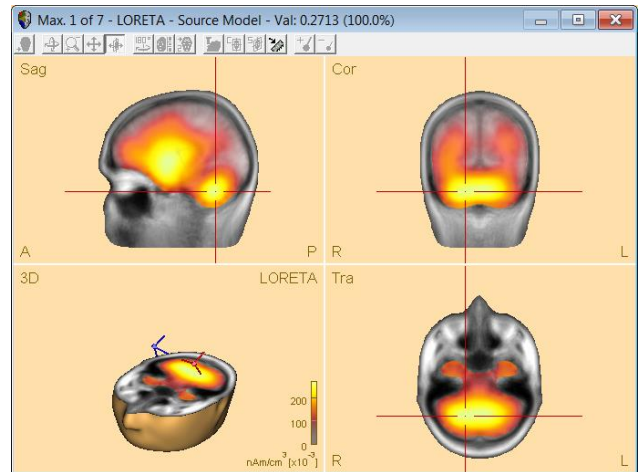 Max. 1 of 7 - LORETA - Source Model - Val: 0.2713 (100.0%)
Sag
Cor
A
P
R
L
3D
LORETA
Tra
200
100
0
nAm/cm³ [x10⁻³]
R
L